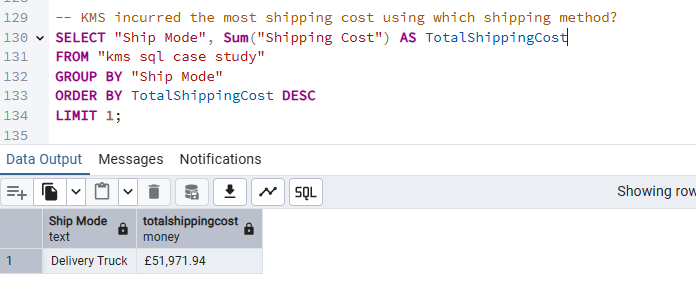 129 -- KMS incurred the most shipping cost using which shipping method?
130 SELECT "Ship Mode", Sum("Shipping Cost") AS TotalShippingCost
131 FROM "kms sql case study"
132 GROUP BY "Ship Mode"
133 ORDER BY TotalShippingCost DESC
134 LIMIT 1;
135
Data Output Messages Notifications
SQL Showing
Ship Mode totalshippingcost
text money
1 Delivery Truck £51,971.94